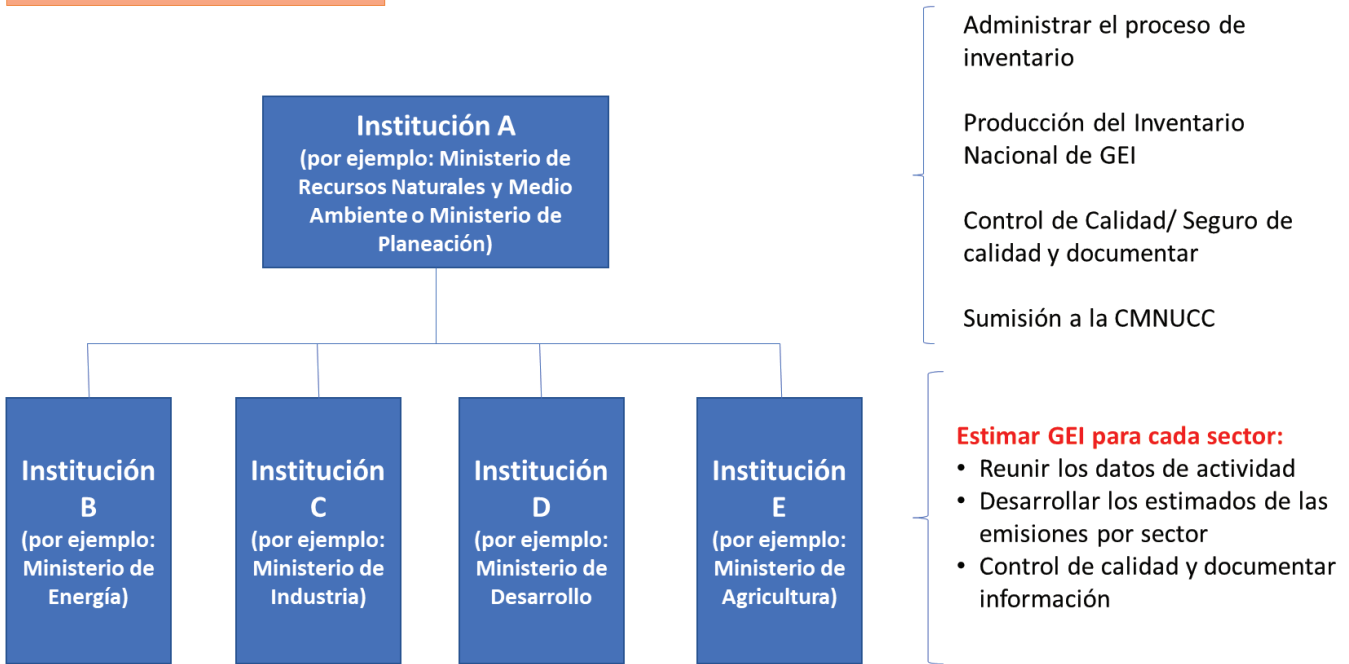 Administrar el proceso de
inventario
Producción del Inventario
Nacional de GEI
Control de Calidad/ Seguro de
calidad y documentar
Sumisión a la CMNUCC
Institución A
(por ejemplo: Ministerio de
Recursos Naturales y Medio
Ambiente o Ministerio de
Planeación)
Institución
B
(por ejemplo:
Ministerio de
Energía)
Institución
C
(por ejemplo:
Ministerio de
Industria)
Institución
D
(por ejemplo:
Ministerio de
Desarrollo
Institución
E
(por ejemplo:
Ministerio de
Agricultura)
Estimar GEI para cada sector:
• Reunir los datos de actividad
• Desarrollar los estimados de las
emisiones por sector
• Control de calidad y documentar
información